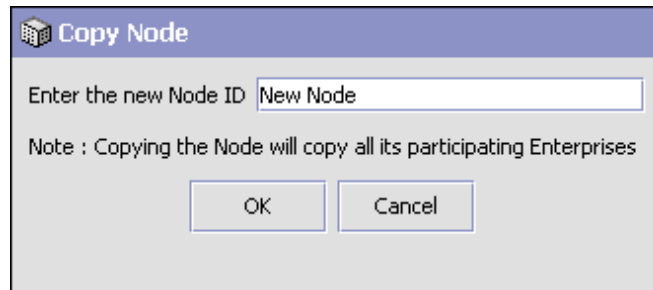 Copy Node
Enter the new Node ID New Node
Note : Copying the Node will copy all its participating Enterprises
OK Cancel